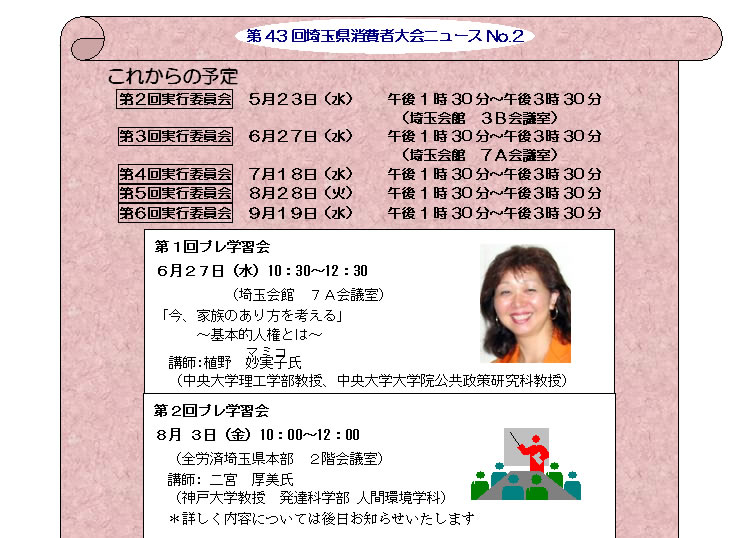 第43回埼玉県消費者大会ニュースNo.2
これからの予定
第2回実行委員会　5月23日（水）　午後1時30分～午後3時30分
（埼玉会館　3B会議室）
第3回実行委員会　6月27日（水）　午後1時30分～午後3時30分
（埼玉会館　7A会議室）
第4回実行委員会　7月18日（水）　午後1時30分～午後3時30分
第5回実行委員会　8月28日（火）　午後1時30分～午後3時30分
第6回実行委員会　9月19日（水）　午後1時30分～午後3時30分
第１回プレ学習会
６月２７日（水）10：30～12：30
（埼玉会館　７Ａ会議室）
「今、家族のあり方を考える」
～基本的人権とは～
マミコ
講師:植野　妙実子氏
（中央大学理工学部教授、中央大学大学院公共政策研究科教授）
第２回プレ学習会
８月 ３日（金）10：00～12：00
（全労済埼玉県本部　２階会議室）
講師: 二宮　厚美氏
（神戸大学教授　発達科学部 人間環境学科）
＊詳しく内容については後日お知らせいたします